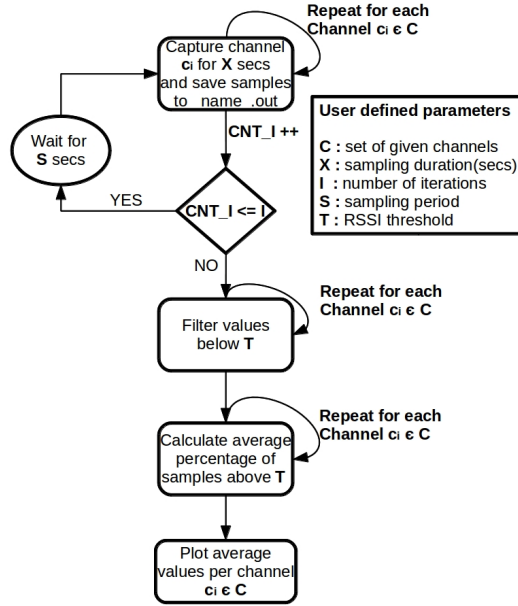 Repeat for each
Channel ci є C
Capture channel
ci for X secs
and save samples
to _name_.out
CNT_I ++
User defined parameters
C : set of given channels
X : sampling duration(secs)
I : number of iterations
S : sampling period
T : RSSI threshold
Wait for
S secs
YES
CNT_I <= I
NO
Repeat for each
Channel ci є C
Filter values
below T
Repeat for each
Channel ci є C
Calculate average
percentage of
samples above T
Plot average
values per channel
ci є C